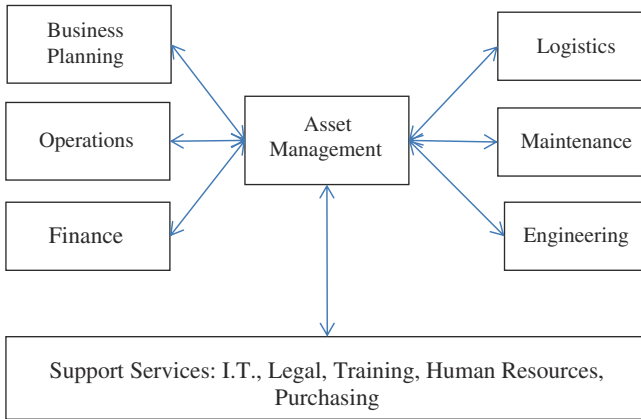 Business
Planning
Logistics
Asset
Management
Operations
Maintenance
Finance
Engineering
Support Services: I.T., Legal, Training, Human Resources,
Purchasing